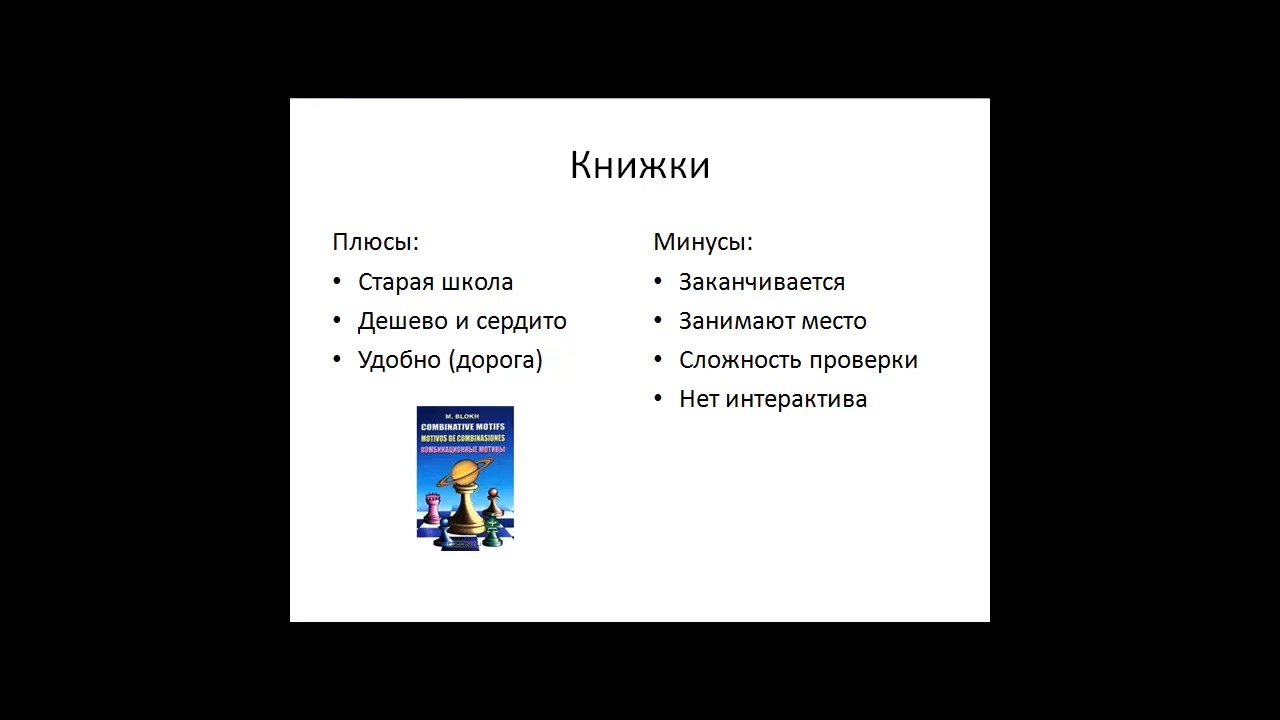 Книжки
Плюсы:
• Старая школа
• Дешево и сердито
• Удобно (дорога)
Минусы:
• Заканчивается
• Занимают место
• Сложность проверки
• Нет интерактива
M. BLOKH
COMBINATIVE MOTIFS
MOTIVOS DE COMBINASIONES
КОМБИНАЦИОННЫЕ МОТИВЫ